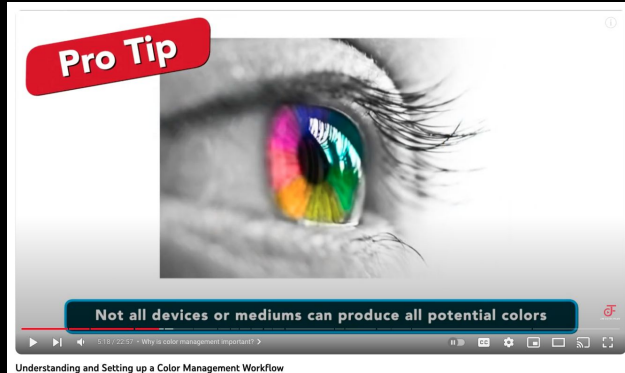 Pro Tip
Not all devices or mediums can produce all potential colors
5:18 / 22:57 • Why is color management important? >
CC
Understanding and Setting up a Color Management Workflow